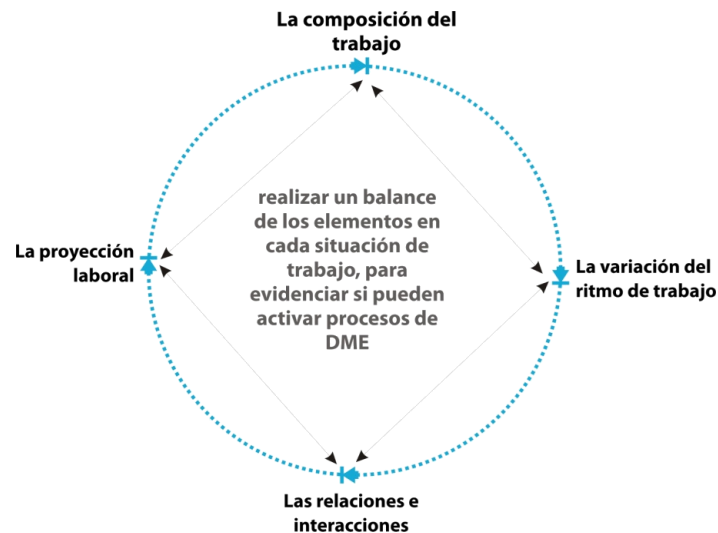 La composición del
trabajo
realizar un balance
de los elementos en
cada situación de
trabajo, para
evidenciar si pueden
activar procesos de
DME
La proyección
laboral
La variación del
ritmo de trabajo
Las relaciones e
interacciones